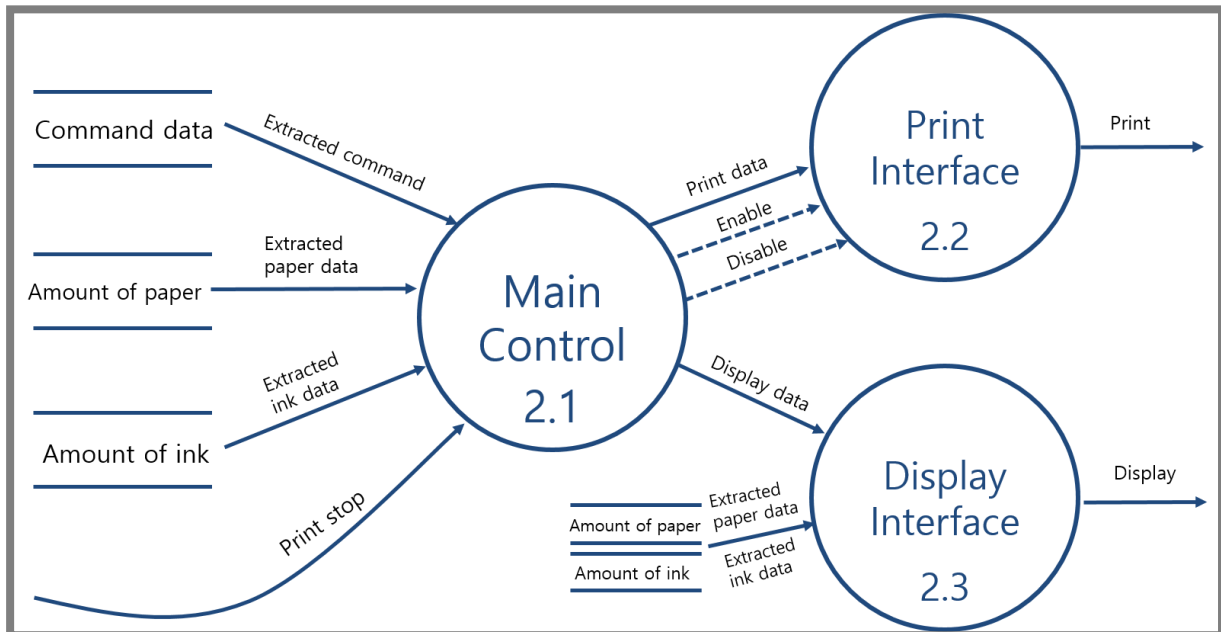 Command data
Extracted command
Amount of paper
Extracted
paper data
Amount of ink
Extracted
ink data
Print stop
Main
Control
2.1
Print data
Enable
Disable
Print
Interface
2.2
Print
Display data
Amount of paper
Amount of ink
Extracted
paper data
Extracted
ink data
Display
Interface
2.3
Display